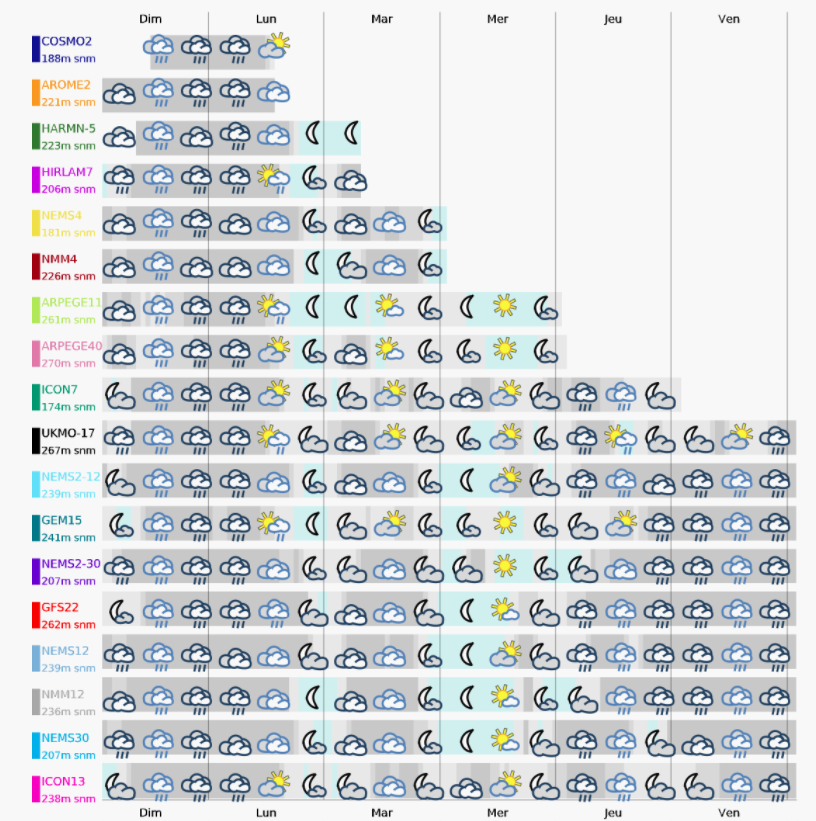 Dim Lun Mar Mer Jeu Ven
COSMO2
188m snm
AROME2
221m snm
HARMN-5
223m snm
HIRLAM7
206m snm
NEMS4
181m snm
NMM4
226m snm
ARPEGE11
261m snm
ARPEGE40
270m snm
ICON7
174m snm
UKMO-17
267m snm
NEMS2-12
239m snm
GEM15
241m snm
NEMS2-30
207m snm
GFS22
262m snm
NEMS12
239m snm
NMM12
236m snm
NEMS30
207m snm
ICON13
238m snm
Dim Lun Mar Mer Jeu Ven